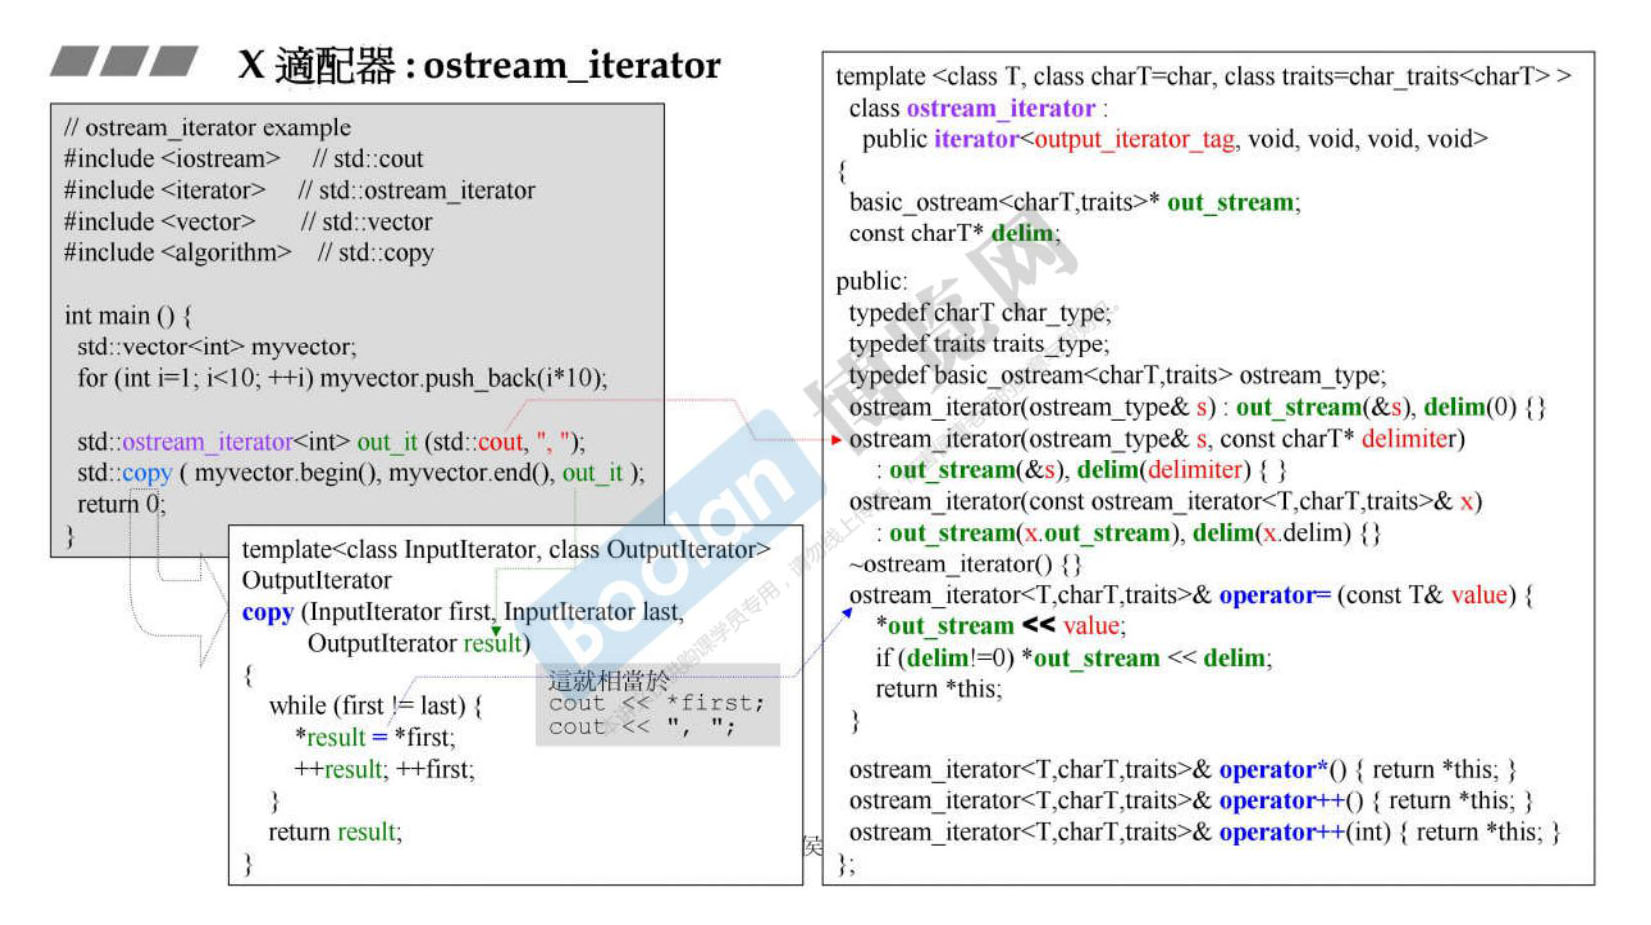 X 適配器 : ostream_iterator
// ostream_iterator example
#include <iostream> // std::cout
#include <iterator> // std::ostream_iterator
#include <vector> // std::vector
#include <algorithm> // std::copy
int main () {
std::vector<int> myvector;
for (int i=1; i<10; ++i) myvector.push_back(i*10);
std::ostream_iterator<int> out_it (std::cout, ", ");
std::copy ( myvector.begin(), myvector.end(), out_it );
return 0;
}
template<class InputIterator, class OutputIterator>
OutputIterator
copy (InputIterator first, InputIterator last,
OutputIterator result)
{
while (first != last) {
*result = *first;
++result; ++first;
}
return result;
}
這就相當於
cout << *first;
cout << ", ";
template <class T, class charT=char, class traits=char_traits<charT> >
class ostream_iterator :
public iterator<output_iterator_tag, void, void, void, void>
{
basic_ostream<charT,traits>* out_stream;
const charT* delim;
public:
typedef charT char_type;
typedef traits traits_type;
typedef basic_ostream<charT,traits> ostream_type;
ostream_iterator(ostream_type& s) : out_stream(&s), delim(0) {}
ostream_iterator(ostream_type& s, const charT* delimiter)
: out_stream(&s), delim(delimiter) { }
ostream_iterator(const ostream_iterator<T,charT,traits>& x)
: out_stream(x.out_stream), delim(x.delim) {}
~ostream_iterator() {}
ostream_iterator<T,charT,traits>& operator= (const T& value) {
*out_stream << value;
if (delim!=0) *out_stream << delim;
return *this;
}
ostream_iterator<T,charT,traits>& operator*() { return *this; }
ostream_iterator<T,charT,traits>& operator++() { return *this; }
ostream_iterator<T,charT,traits>& operator++(int) { return *this; }
};
侯
boolan
博览网